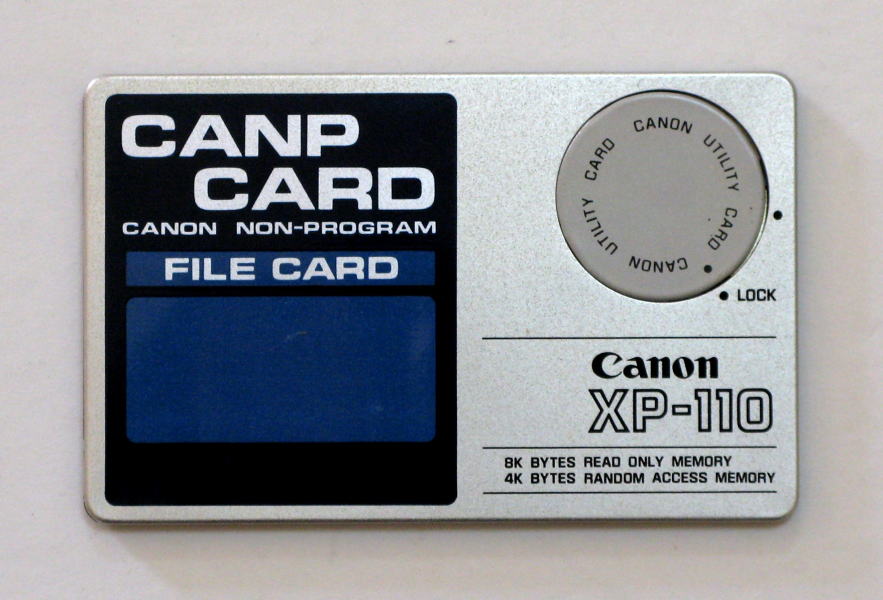 CANP
CARD
CANON NON-PROGRAM
FILE CARD
CANON UTILITY CARD CANON UTILITY CARD
LOCK
Canon
XP-110
8K BYTES READ ONLY MEMORY
4K BYTES RANDOM ACCESS MEMORY